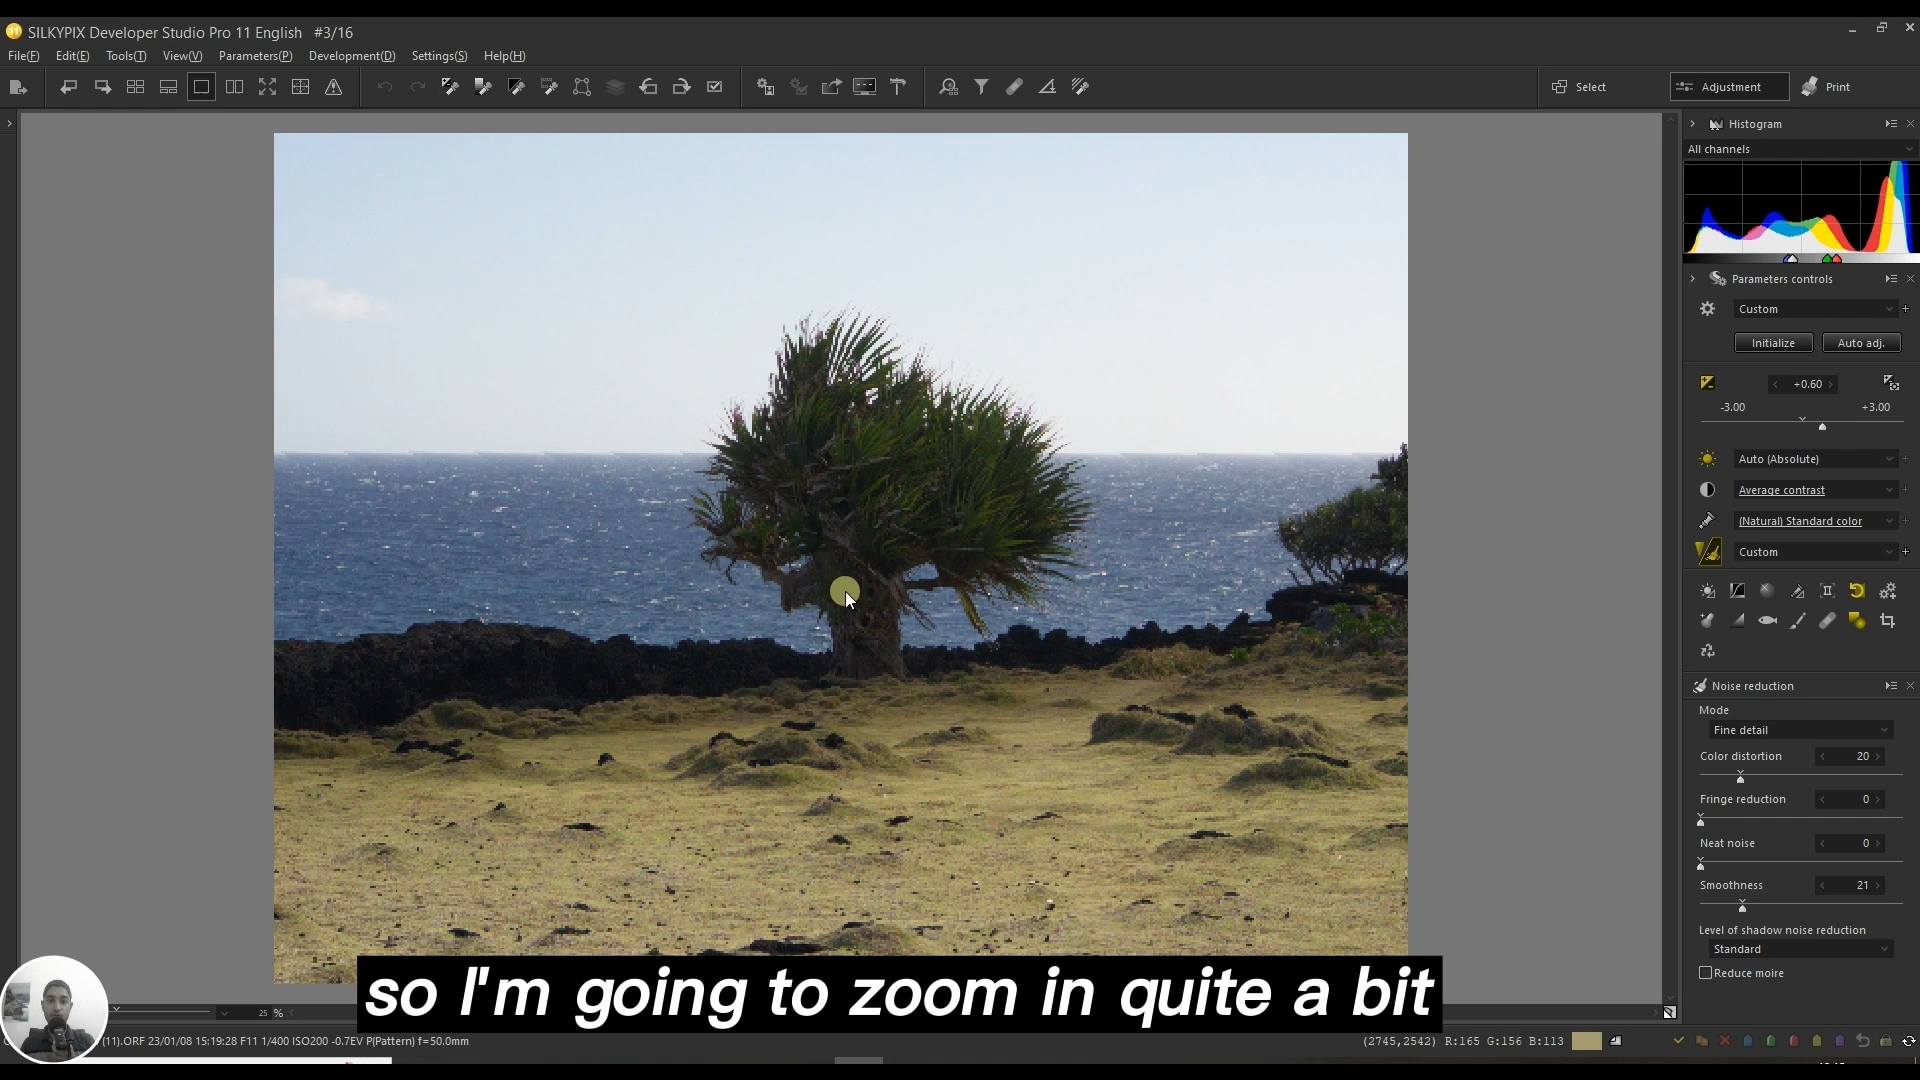 SILKYPIX Developer Studio Pro 11 English #3/16
File(F) Edit(E) Tools(T) View(V) Parameters(P) Development(D) Settings(S) Help(H)
Select Adjustment Print
Histogram
All channels
Parameters controls
Custom
Initialize Auto adj.
+0.60
-3.00 +3.00
Auto (Absolute)
Average contrast
(Natural) Standard color
Custom
Noise reduction
Mode
Fine detail
Color distortion 20
Fringe reduction 0
Neat noise 0
Smoothness 21
Level of shadow noise reduction
Standard
Reduce moire
so I'm going to zoom in quite a bit
25 %
(11).ORF 23/01/08 15:19:28 F11 1/400 ISO200 -0.7EV P(Pattern) f=50.0mm
(2745,2542) R:165 G:156 B:113